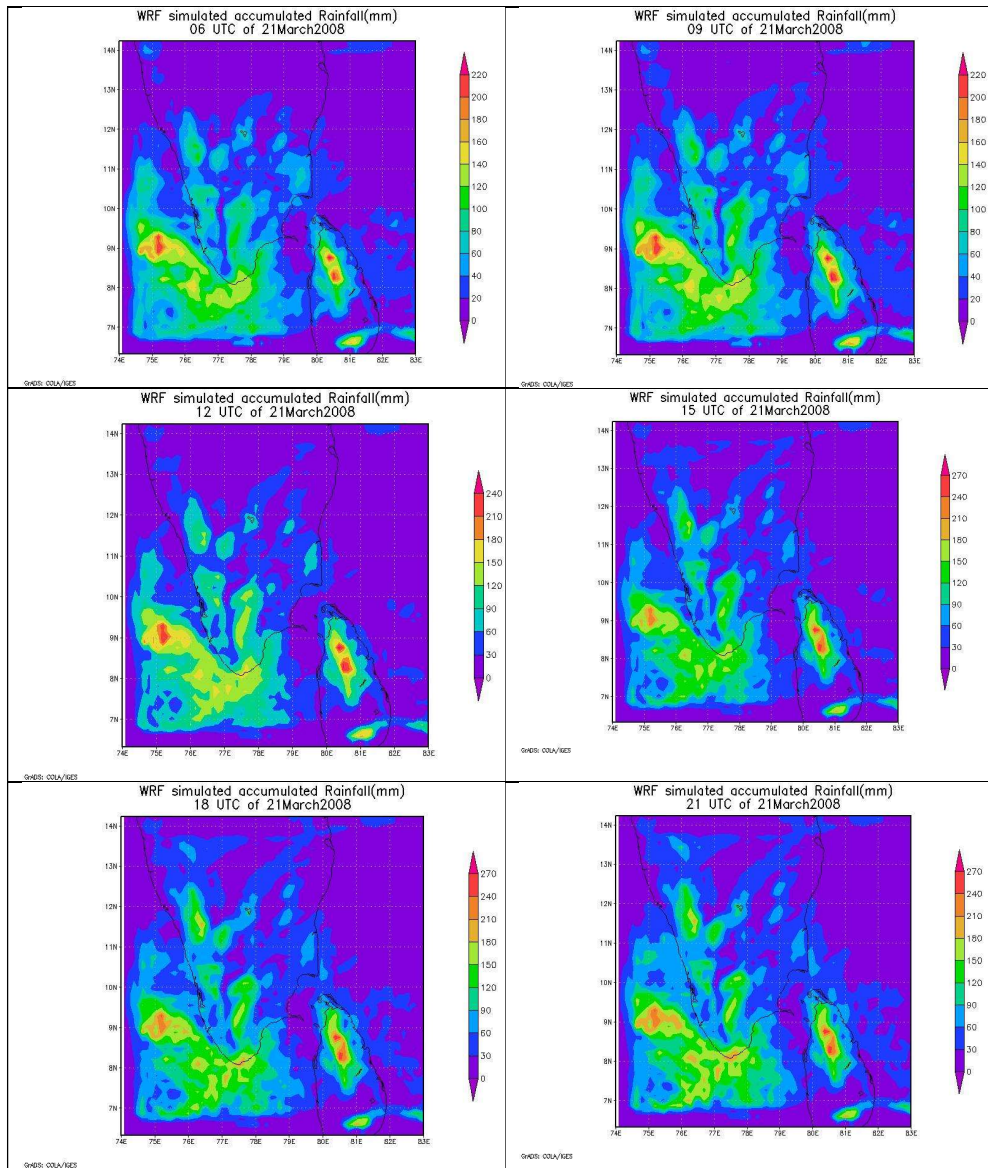 WRF simulated accumulated Rainfall(mm)
06 UTC of 21March2008
14N
13N
12N
11N
10N
9N
8N
7N
74E 75E 76E 77E 78E 79E 80E 81E 82E 83E
220
200
180
160
140
120
100
80
60
40
20
0
GrADS: COLA/IGES
WRF simulated accumulated Rainfall(mm)
09 UTC of 21March2008
14N
13N
12N
11N
10N
9N
8N
7N
74E 75E 76E 77E 78E 79E 80E 81E 82E 83E
220
200
180
160
140
120
100
80
60
40
20
0
GrADS: COLA/IGES
WRF simulated accumulated Rainfall(mm)
12 UTC of 21March2008
14N
13N
12N
11N
10N
9N
8N
7N
74E 75E 76E 77E 78E 79E 80E 81E 82E 83E
240
210
180
150
120
90
60
30
0
GrADS: COLA/IGES
WRF simulated accumulated Rainfall(mm)
15 UTC of 21March2008
14N
13N
12N
11N
10N
9N
8N
7N
74E 75E 76E 77E 78E 79E 80E 81E 82E 83E
270
240
210
180
150
120
90
60
30
0
GrADS: COLA/IGES
WRF simulated accumulated Rainfall(mm)
18 UTC of 21March2008
14N
13N
12N
11N
10N
9N
8N
7N
74E 75E 76E 77E 78E 79E 80E 81E 82E 83E
270
240
210
180
150
120
90
60
30
0
GrADS: COLA/IGES
WRF simulated accumulated Rainfall(mm)
21 UTC of 21March2008
14N
13N
12N
11N
10N
9N
8N
7N
74E 75E 76E 77E 78E 79E 80E 81E 82E 83E
270
240
210
180
150
120
90
60
30
0
GrADS: COLA/IGES